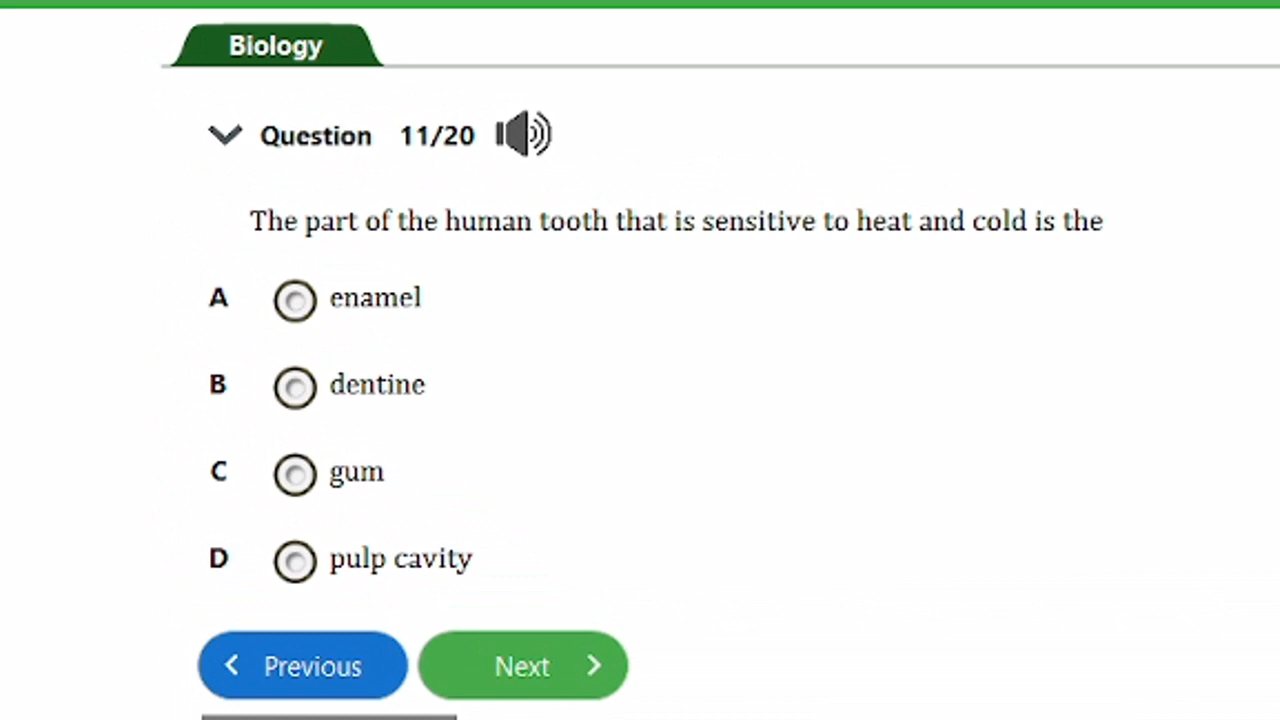 Biology
Question 11/20
The part of the human tooth that is sensitive to heat and cold is the
A enamel
B dentine
C gum
D pulp cavity
Previous Next